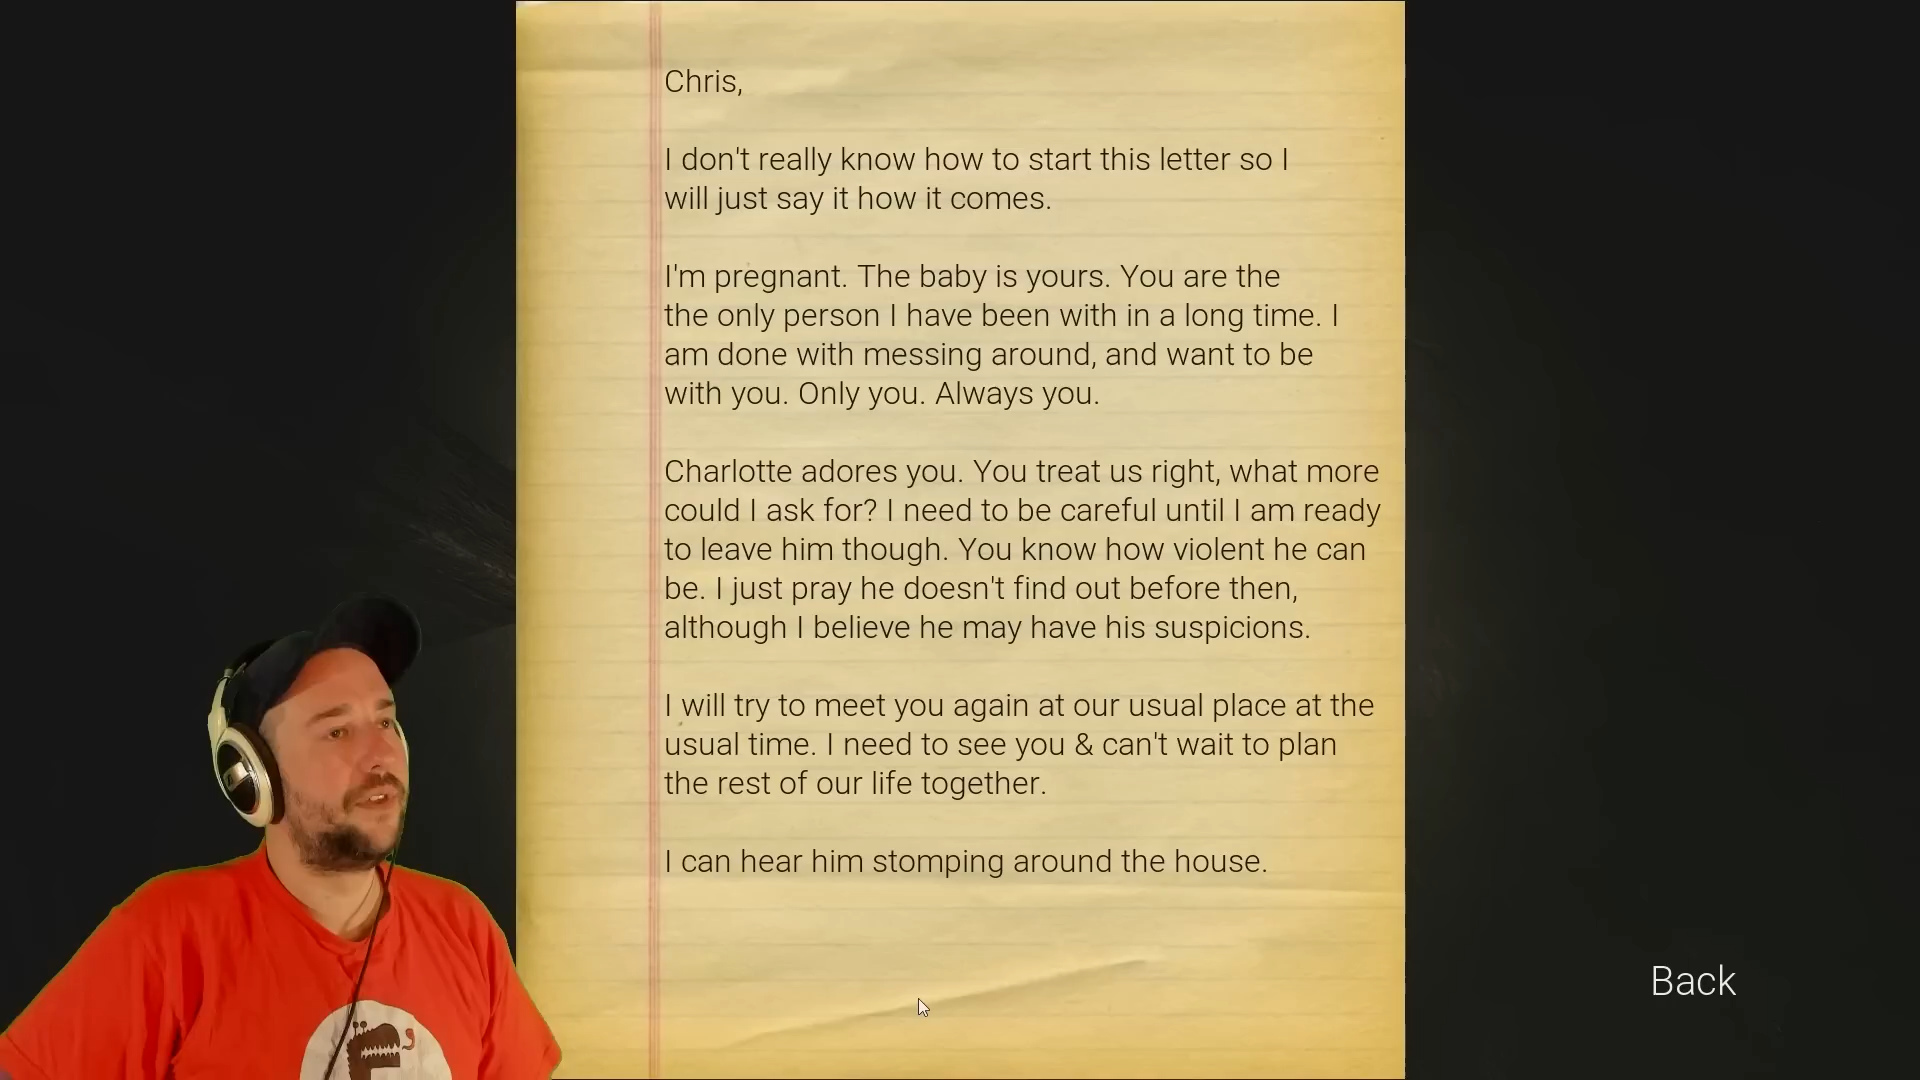 Chris,
I don't really know how to start this letter so I
will just say it how it comes.
I'm pregnant. The baby is yours. You are the
the only person I have been with in a long time. I
am done with messing around, and want to be
with you. Only you. Always you.
Charlotte adores you. You treat us right, what more
could I ask for? I need to be careful until I am ready
to leave him though. You know how violent he can
be. I just pray he doesn't find out before then,
although I believe he may have his suspicions.
I will try to meet you again at our usual place at the
usual time. I need to see you & can't wait to plan
the rest of our life together.
I can hear him stomping around the house.
Back